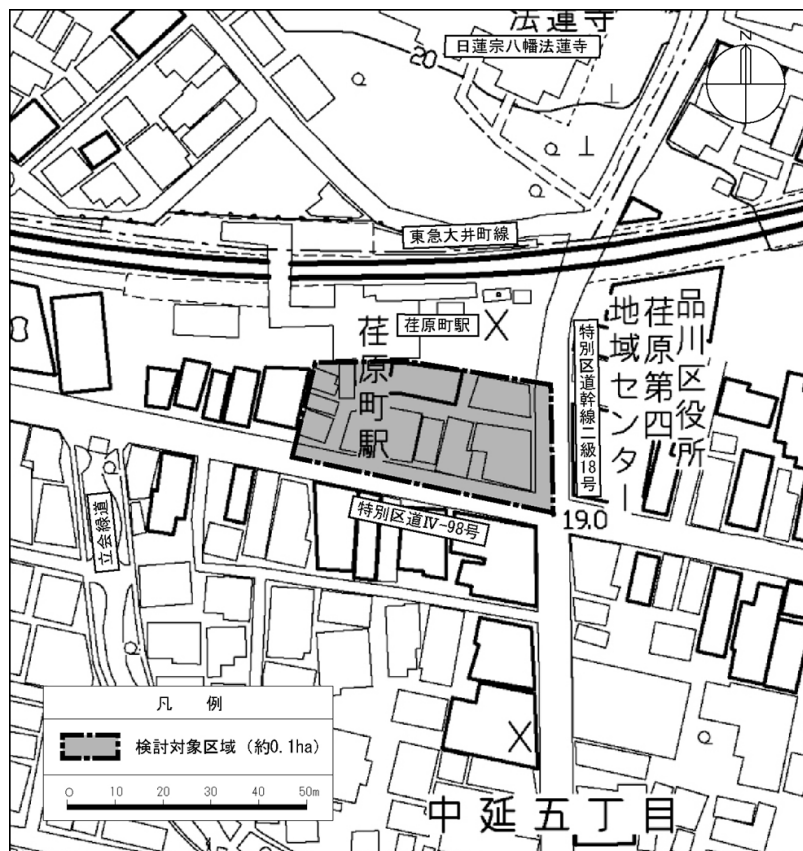 法蓮寺
日蓮宗八幡法蓮寺
20
N
東急大井町線
荏原町駅
荏原町駅
特別区道幹線二級18号
品川区役所
荏原第四
地域センター
特別区道Ⅳ-98号
19.0
立会緑道
凡 例
検討対象区域 (約0.1ha)
0 10 20 30 40 50m
中延五丁目